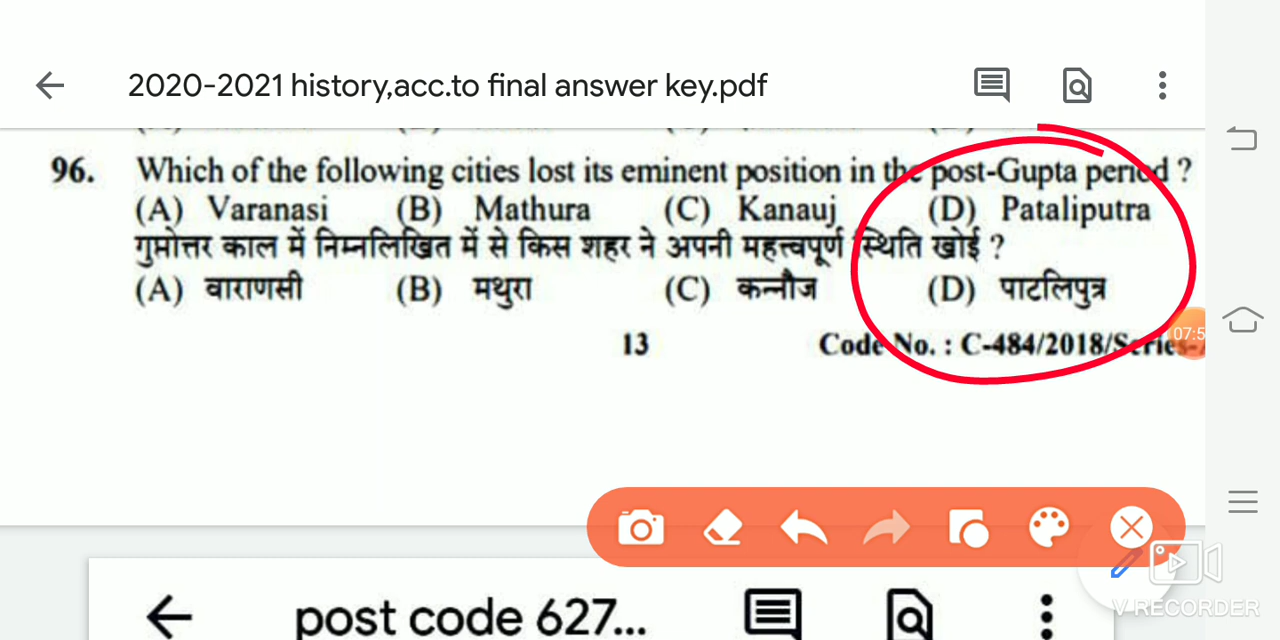 2020-2021 history,acc.to final answer key.pdf
96. Which of the following cities lost its eminent position in the post-Gupta period ?
(A) Varanasi (B) Mathura (C) Kanauj (D) Pataliputra
गुप्तोत्तर काल में निम्नलिखित में से किस शहर ने अपनी महत्त्वपूर्ण स्थिति खोई ?
(A) वाराणसी (B) मथुरा (C) कन्नौज (D) पाटलिपुत्र
13 Code No. : C-484/2018/Series-
07:5
post code 627...
V RECORDER